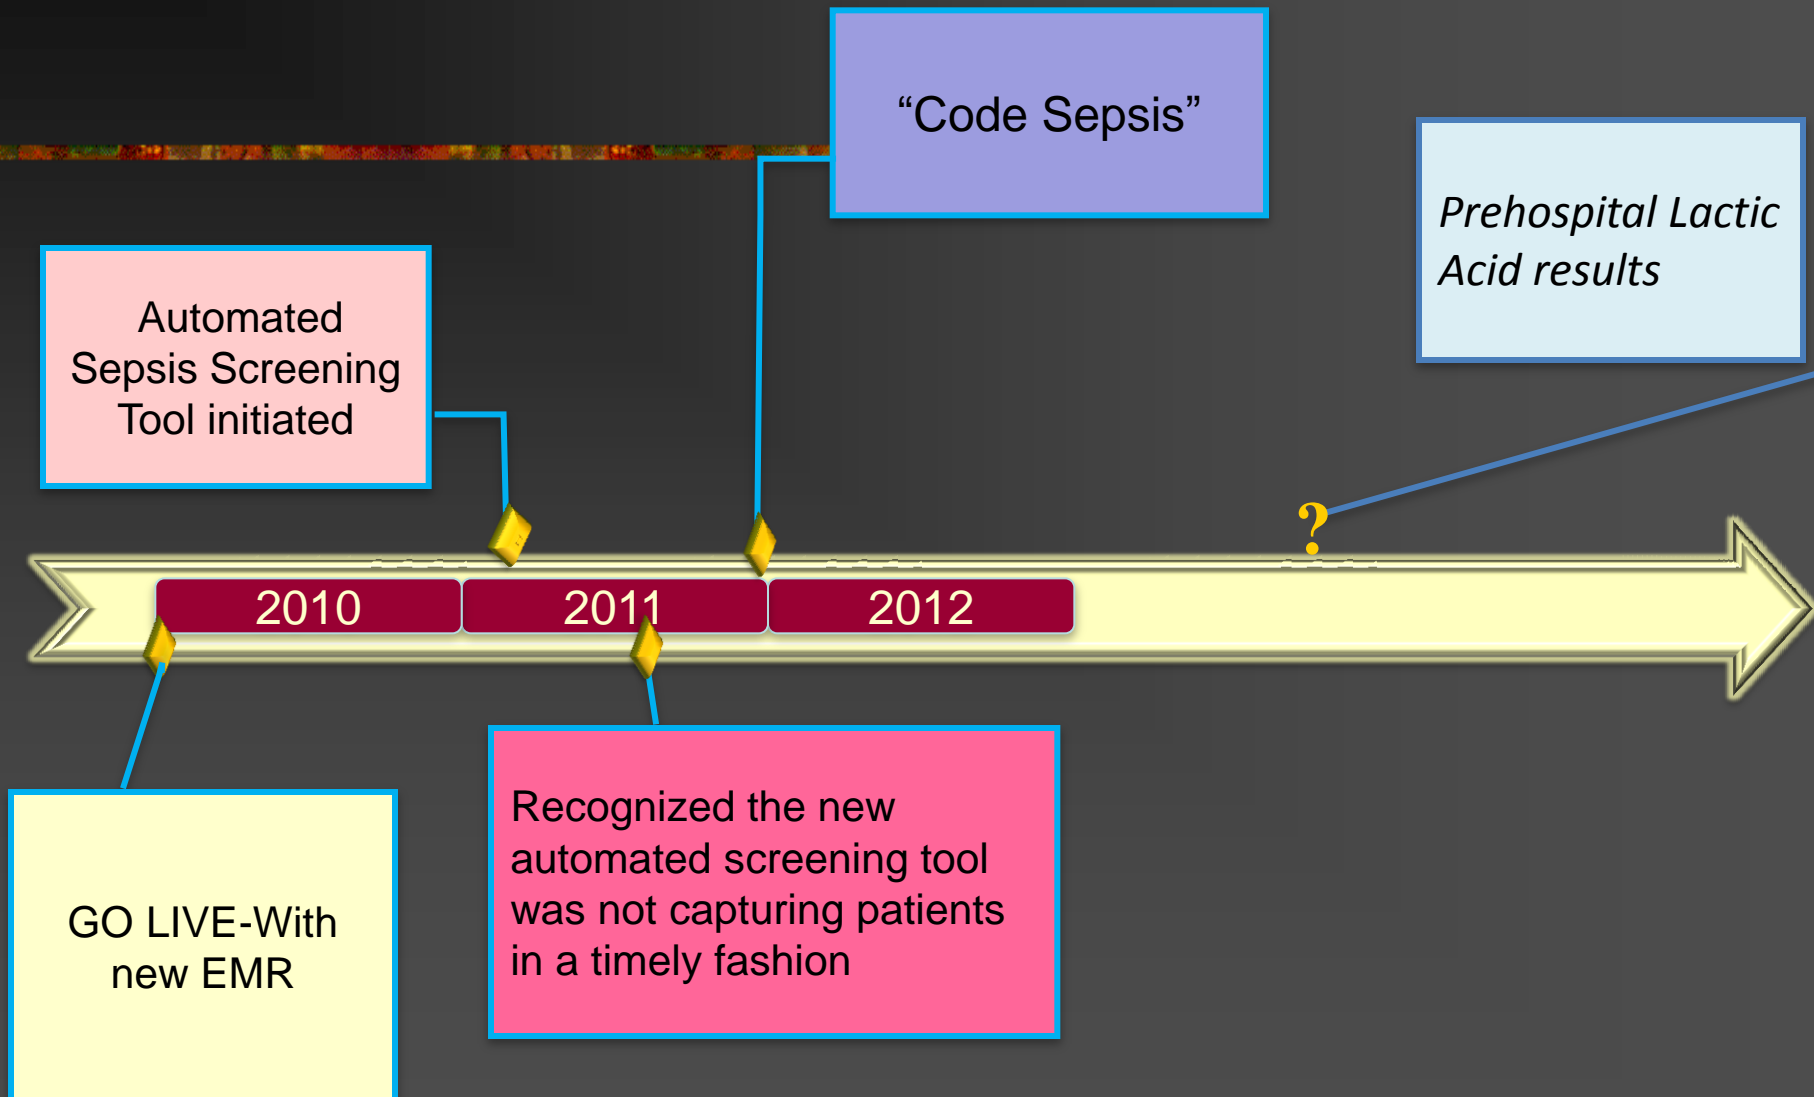 “Code Sepsis”
Prehospital Lactic
Acid results
Automated
Sepsis Screening
Tool initiated
?
2010
2011
2012
Recognized the new
automated screening tool
was not capturing patients
in a timely fashion
GO LIVE-With
new EMR